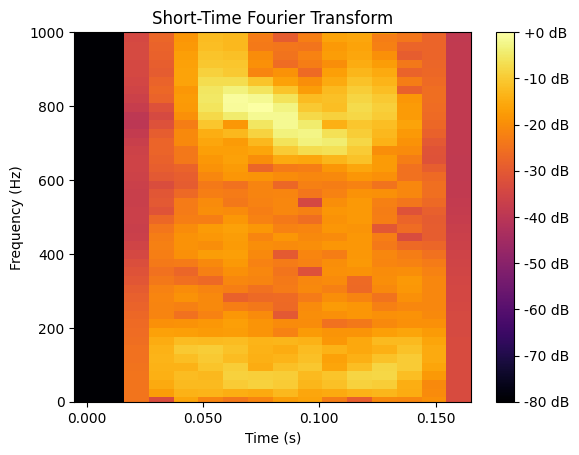 Short-Time Fourier Transform
1000
800
600
400
200
0
Frequency (Hz)
0.000
0.050
0.100
0.150
Time (s)
+0 dB
-10 dB
-20 dB
-30 dB
-40 dB
-50 dB
-60 dB
-70 dB
-80 dB